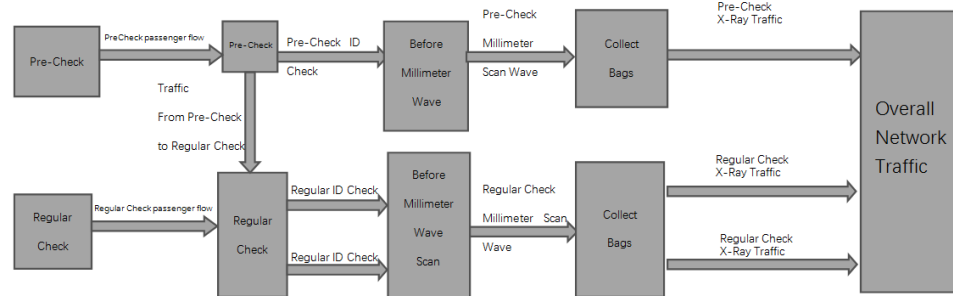 Pre-Check
PreCheck passenger flow
Pre-Check
Pre-Check ID
Check
Before
Millimeter
Wave
Pre-Check
Millimeter
Scan Wave
Collect
Bags
Pre-Check
X-Ray Traffic
Traffic
From Pre-Check
to Regular Check
Overall
Network
Traffic
Regular
Check
Regular Check passenger flow
Regular
Check
Regular ID Check
Regular ID Check
Before
Millimeter
Wave
Scan
Regular Check
Millimeter Scan
Wave
Collect
Bags
Regular Check
X-Ray Traffic
Regular Check
X-Ray Traffic